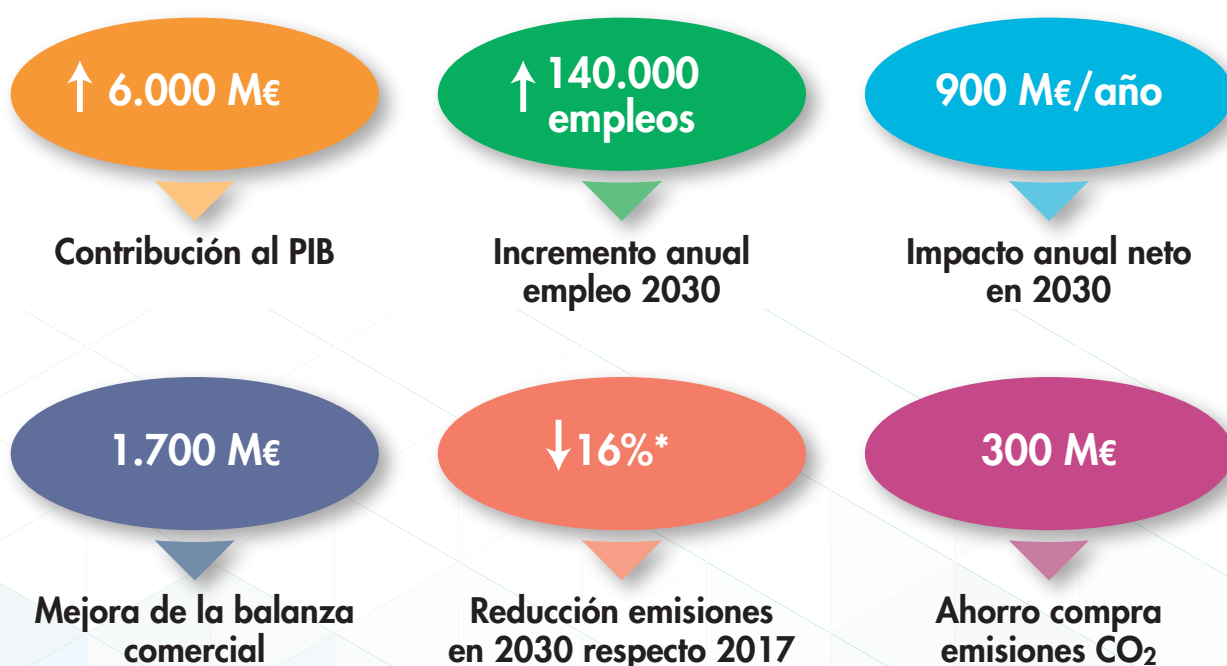 ↑ 6.000 M€
Contribución al PIB
↑ 140.000
empleos
Incremento anual
empleo 2030
900 M€/año
Impacto anual neto
en 2030
1.700 M€
Mejora de la balanza
comercial
↓ 16%*
Reducción emisiones
en 2030 respecto 2017
300 M€
Ahorro compra
emisiones CO₂